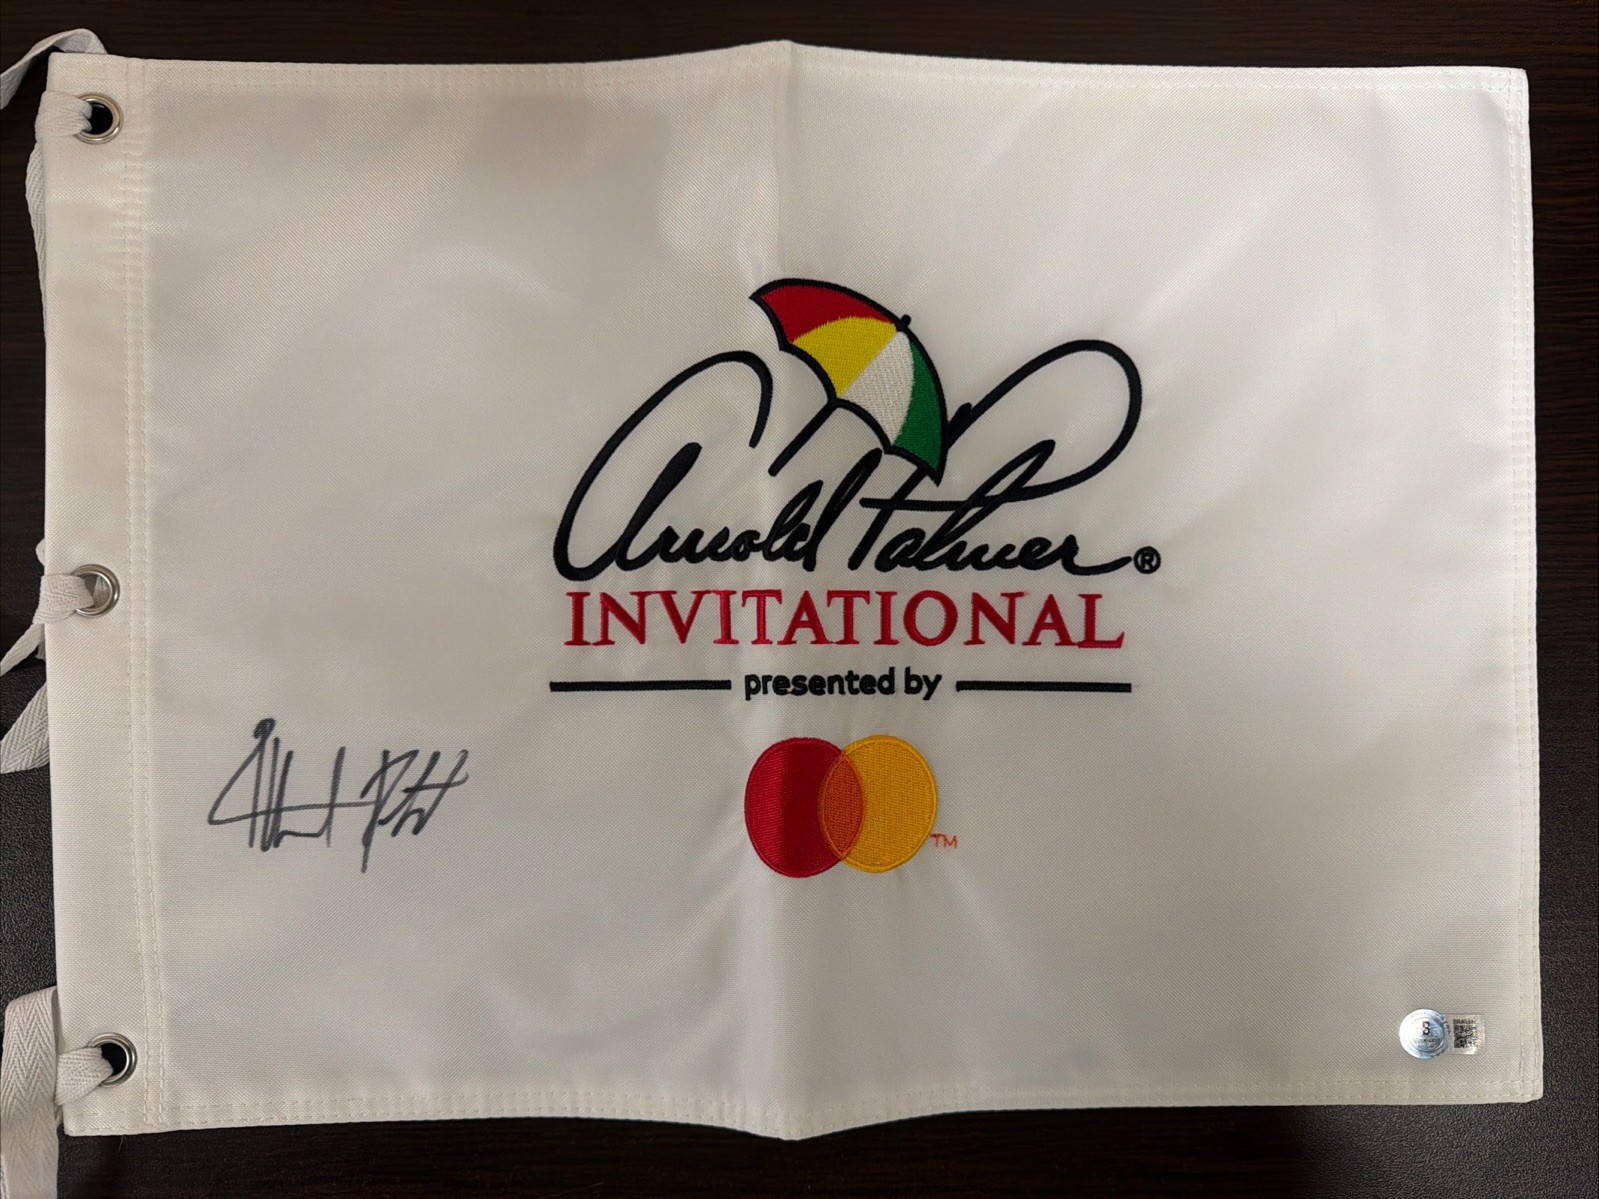 Arnold Palmer®
INVITATIONAL
presented by
TM